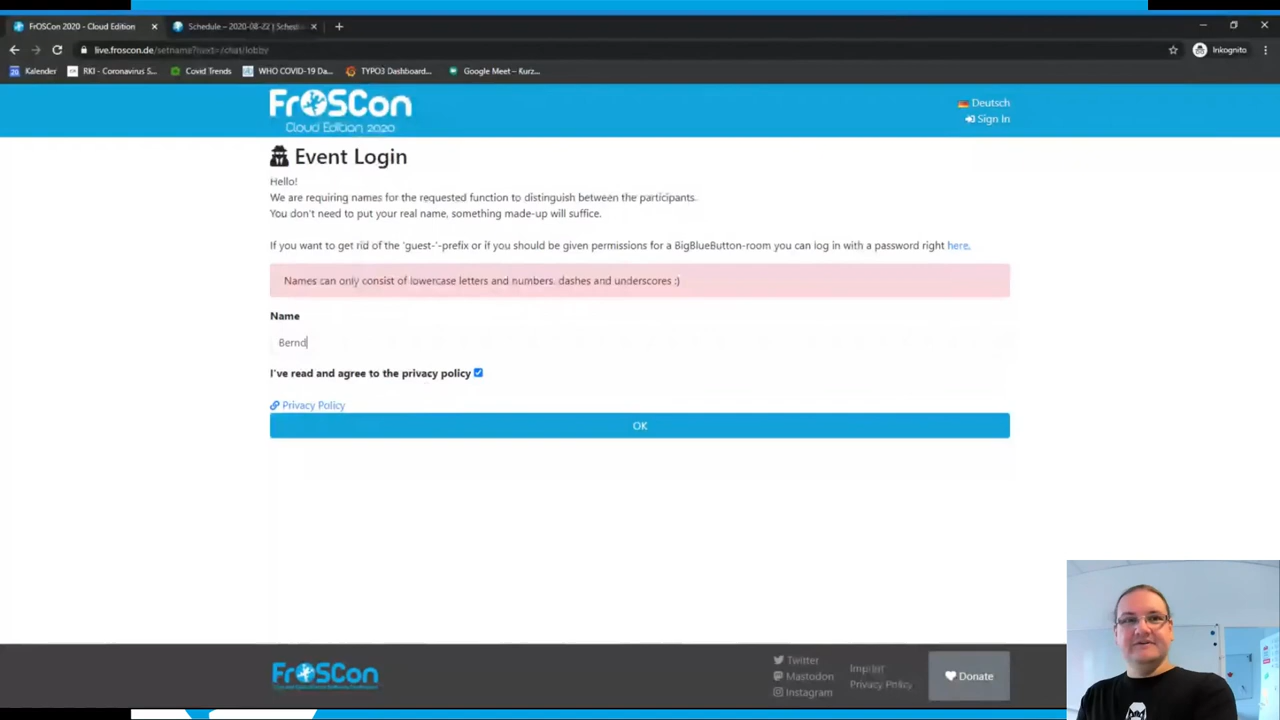 FrOSCon 2020 - Cloud Edition
Schedule – 2020-08-22 |
live.froscon.de/setname?next=/chat/lobby
Inkognito
Kalender
RKI - Coronavirus S...
Covid Trends
WHO COVID-19 Da...
TYPO3 Dashboard...
Google Meet – Kurz...
FrOSCon
Cloud Edition 2020
Deutsch
Sign In
Event Login
Hello!
We are requiring names for the requested function to distinguish between the participants.
You don't need to put your real name, something made-up will suffice.
If you want to get rid of the 'guest-'-prefix or if you should be given permissions for a BigBlueButton-room you can log in with a password right here.
Names can only consist of lowercase letters and numbers, dashes and underscores :)
Name
Bernd
I've read and agree to the privacy policy
Privacy Policy
OK
FrOSCon
Twitter
Mastodon
Instagram
Imprint
Privacy Policy
Donate